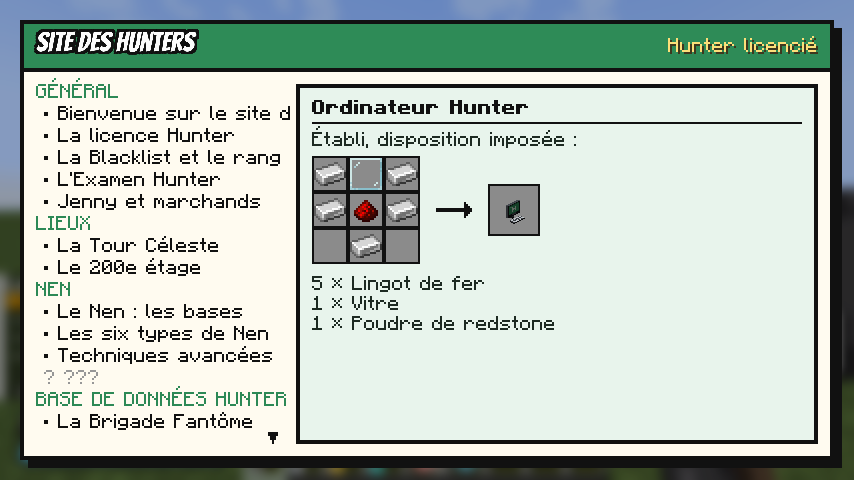 SITE DES HUNTERS
Hunter licencié
GÉNÉRAL
• Bienvenue sur le site d
• La licence Hunter
• La Blacklist et le rang
• L'Examen Hunter
• Jenny et marchands
LIEUX
• La Tour Céleste
• Le 200e étage
NEN
• Le Nen : les bases
• Les six types de Nen
• Techniques avancées
? ???
BASE DE DONNÉES HUNTER
• La Brigade Fantôme
Ordinateur Hunter
Établi, disposition imposée :
5 × Lingot de fer
1 × Vitre
1 × Poudre de redstone